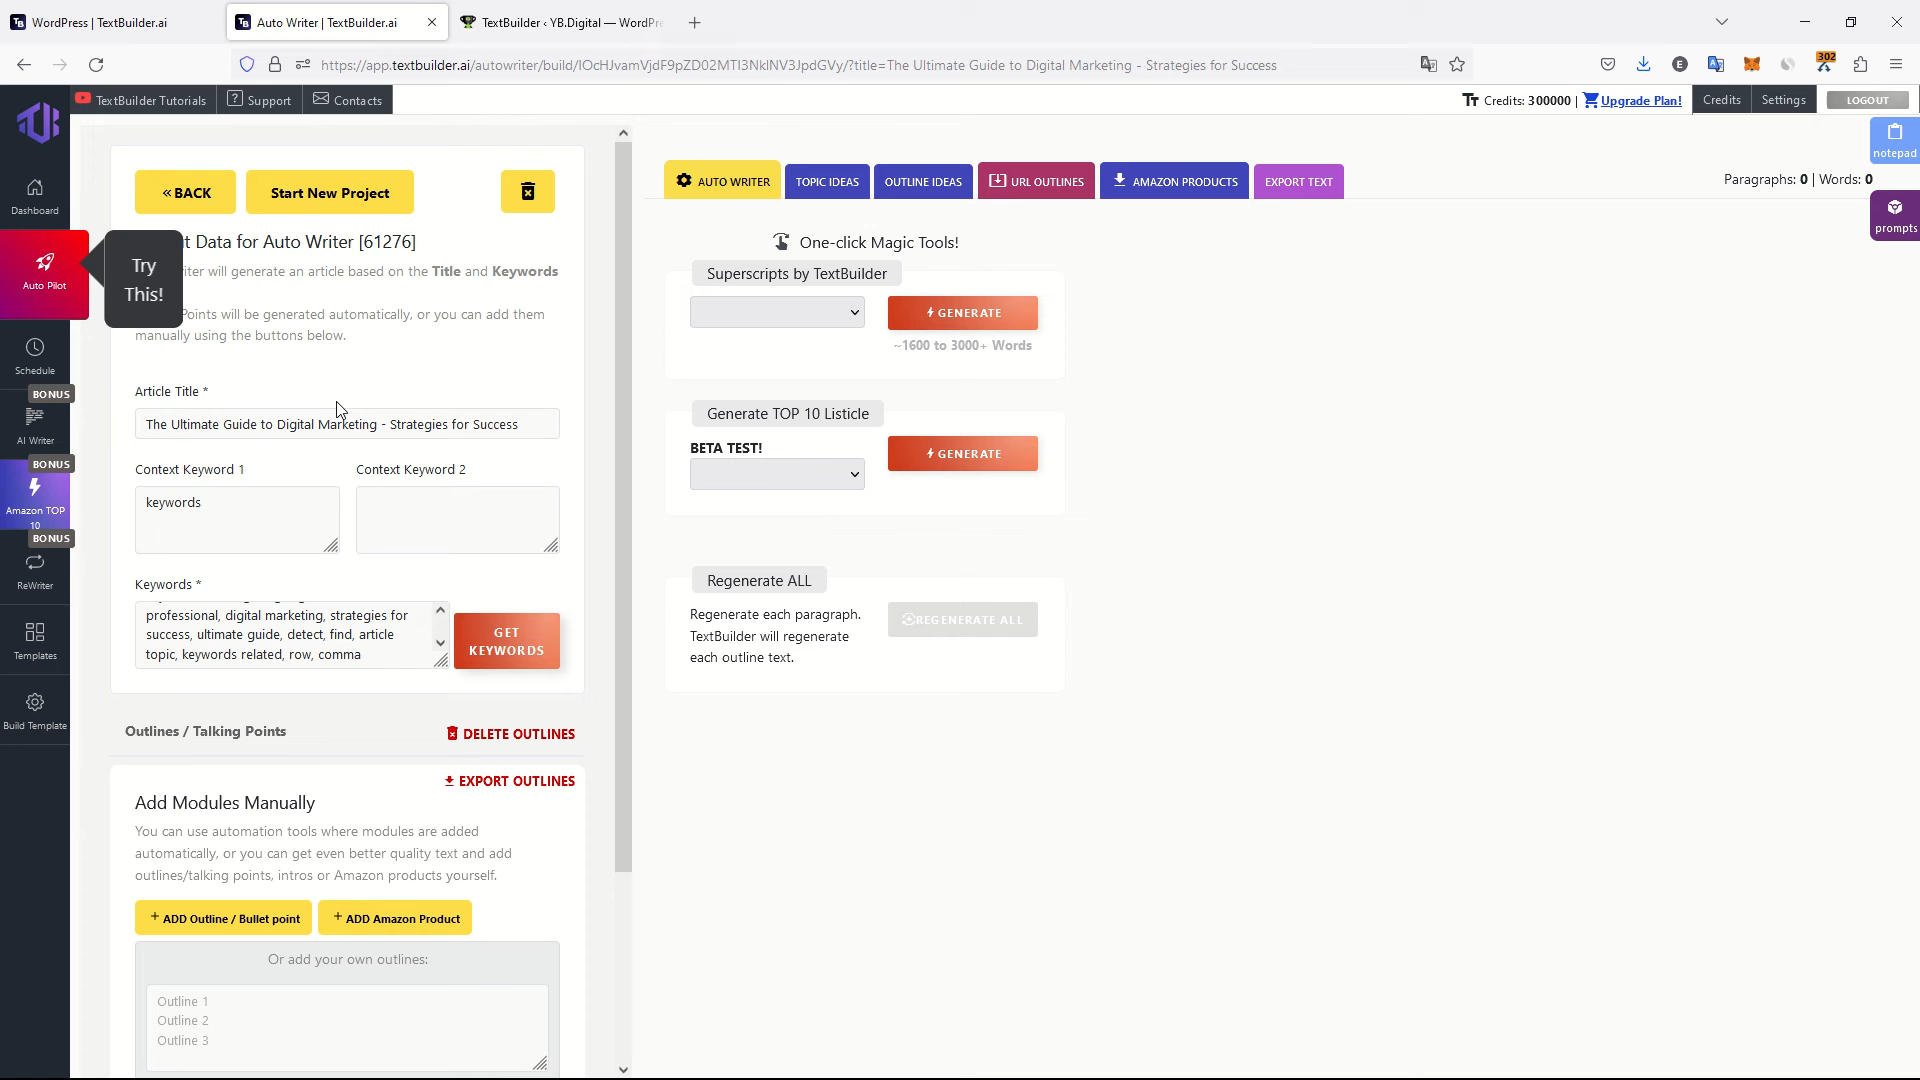 WordPress | TextBuilder.ai
Auto Writer | TextBuilder.ai
TextBuilder ‹ YB.Digital — WordPre
https://app.textbuilder.ai/autowriter/build/IOcHJvamVjdF9pZD02MTI3NkINV3JpdGVy/?title=The Ultimate Guide to Digital Marketing - Strategies for Success
302
TextBuilder Tutorials
Support
Contacts
Credits: 300000 |
Upgrade Plan!
Credits
Settings
LOGOUT
notepad
prompts
Dashboard
Auto Pilot
Try
This!
Schedule
BONUS
AI Writer
BONUS
Amazon TOP
10
BONUS
ReWriter
Templates
Build Template
« BACK
Start New Project
t Data for Auto Writer [61276]
iter will generate an article based on the Title and Keywords
Points will be generated automatically, or you can add them
manually using the buttons below.
Article Title *
The Ultimate Guide to Digital Marketing - Strategies for Success
Context Keyword 1
Context Keyword 2
keywords
Keywords *
professional, digital marketing, strategies for
success, ultimate guide, detect, find, article
topic, keywords related, row, comma
GET
KEYWORDS
Outlines / Talking Points
DELETE OUTLINES
EXPORT OUTLINES
Add Modules Manually
You can use automation tools where modules are added
automatically, or you can get even better quality text and add
outlines/talking points, intros or Amazon products yourself.
+ ADD Outline / Bullet point
+ ADD Amazon Product
Or add your own outlines:
Outline 1
Outline 2
Outline 3
AUTO WRITER
TOPIC IDEAS
OUTLINE IDEAS
URL OUTLINES
AMAZON PRODUCTS
EXPORT TEXT
Paragraphs: 0 | Words: 0
One-click Magic Tools!
Superscripts by TextBuilder
GENERATE
~1600 to 3000+ Words
Generate TOP 10 Listicle
BETA TEST!
GENERATE
Regenerate ALL
Regenerate each paragraph.
TextBuilder will regenerate
each outline text.
REGENERATE ALL